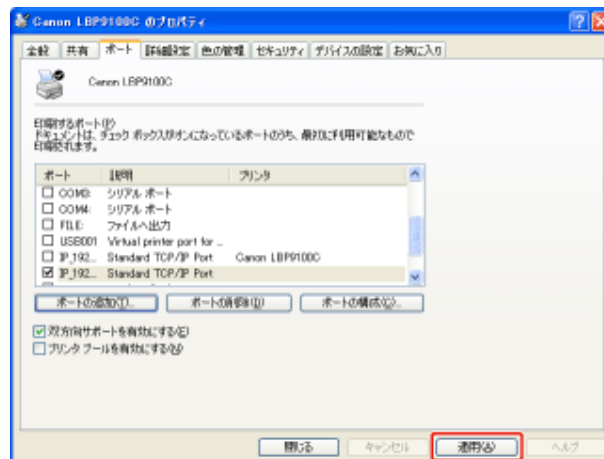 Canon LBP9100C のプロパティ
全般 共有 ポート 詳細設定 色の管理 セキュリティ デバイスの設定 お気に入り
Canon LBP9100C
印刷するポート(P)
ドキュメントは、チェック ボックスがオンになっているポートのうち、最初に利用可能なもので
印刷されます。
ポート 説明 プリンタ
COM3: シリアル ポート
COM4: シリアル ポート
FILE: ファイルへ出力
USB001 Virtual printer port for ...
IP_192... Standard TCP/IP Port Canon LBP9100C
IP_192... Standard TCP/IP Port
ポートの追加(T)... ポートの削除(D) ポートの構成(C)...
双方向サポートを有効にする(E)
プリンタ プールを有効にする(N)
閉じる キャンセル 適用(A) ヘルプ